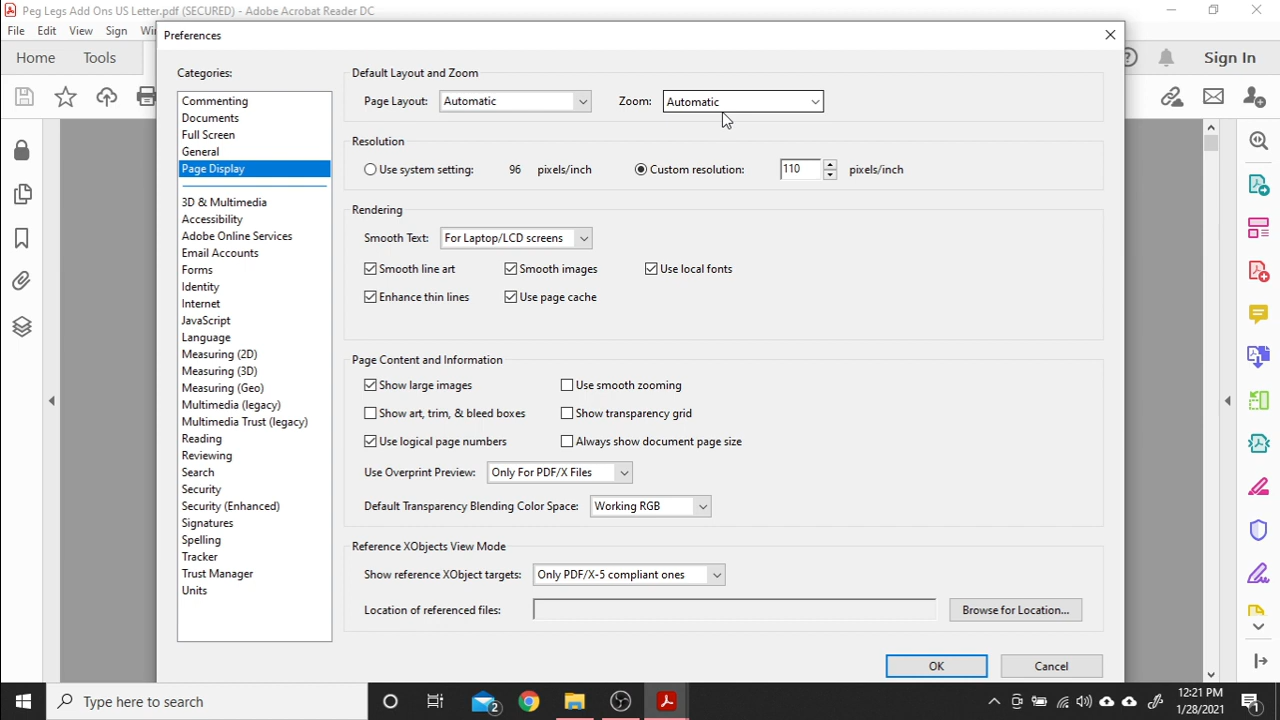 Peg Legs Add Ons US Letter.pdf (SECURED) - Adobe Acrobat Reader DC
File Edit View Sign
Preferences
Home Tools
Sign In
Categories:
Commenting
Documents
Full Screen
General
Page Display
3D & Multimedia
Accessibility
Adobe Online Services
Email Accounts
Forms
Identity
Internet
JavaScript
Language
Measuring (2D)
Measuring (3D)
Measuring (Geo)
Multimedia (legacy)
Multimedia Trust (legacy)
Reading
Reviewing
Search
Security
Security (Enhanced)
Signatures
Spelling
Tracker
Trust Manager
Units
Default Layout and Zoom
Page Layout: Automatic Zoom: Automatic
Resolution
Use system setting: 96 pixels/inch Custom resolution: 110 pixels/inch
Rendering
Smooth Text: For Laptop/LCD screens
Smooth line art Smooth images Use local fonts
Enhance thin lines Use page cache
Page Content and Information
Show large images Use smooth zooming
Show art, trim, & bleed boxes Show transparency grid
Use logical page numbers Always show document page size
Use Overprint Preview: Only For PDF/X Files
Default Transparency Blending Color Space: Working RGB
Reference XObjects View Mode
Show reference XObject targets: Only PDF/X-5 compliant ones
Location of referenced files: Browse for Location...
OK Cancel
Type here to search
2
12:21 PM
1/28/2021
1